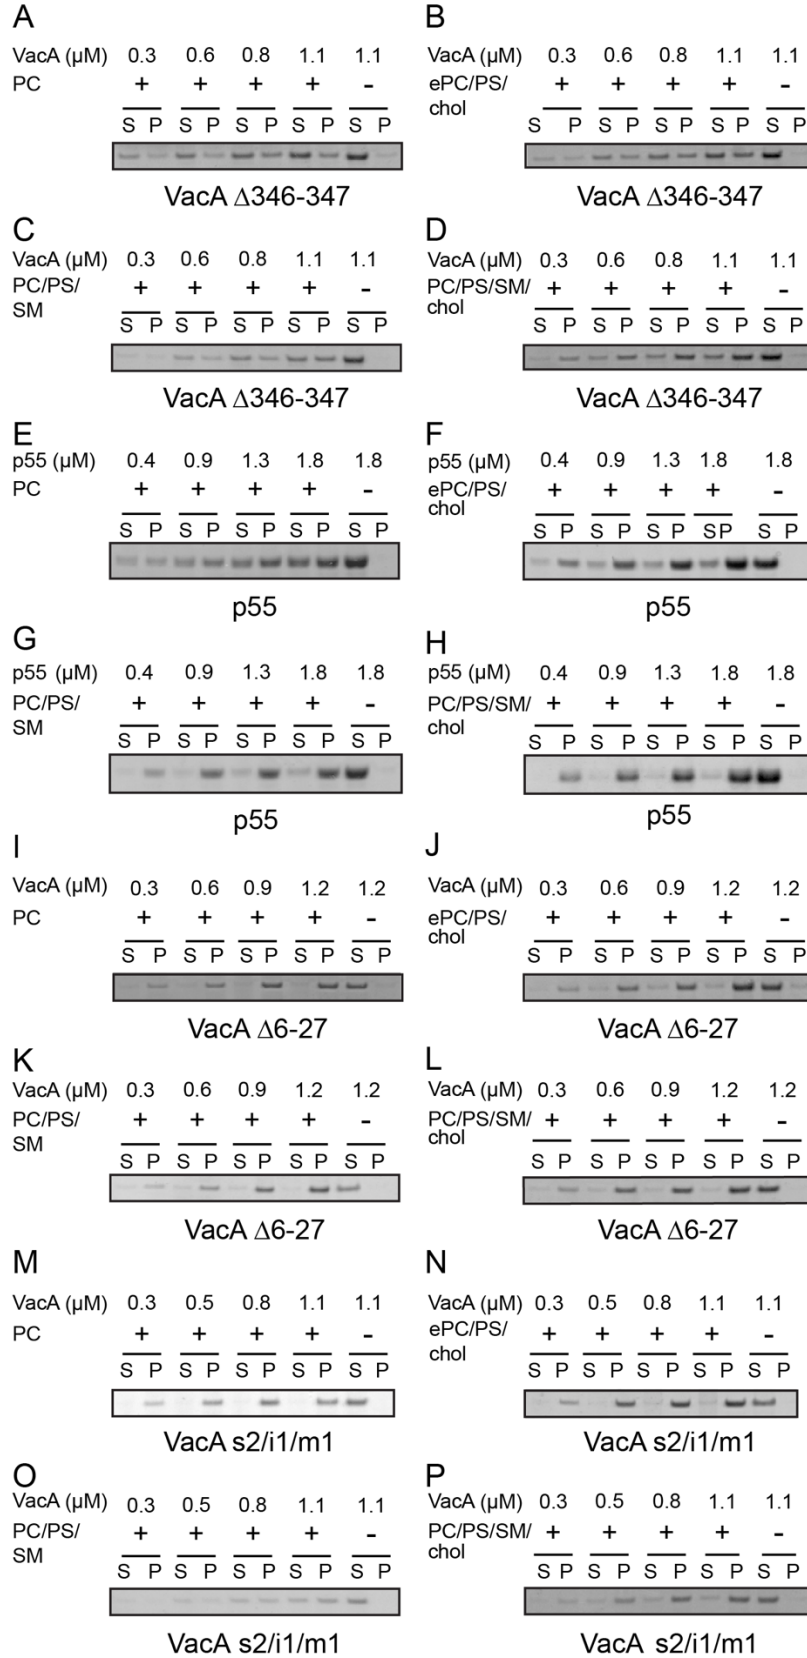 A
VacA (µM) 0.3 0.6 0.8 1.1 1.1
PC + + + + -
S P S P S P S P S P
VacA Δ346-347
B
VacA (µM) 0.3 0.6 0.8 1.1 1.1
ePC/PS/ + + + + -
chol
S P S P S P S P S P
VacA Δ346-347
C
VacA (µM) 0.3 0.6 0.8 1.1 1.1
PC/PS/ + + + + -
SM
S P S P S P S P S P
VacA Δ346-347
D
VacA (µM) 0.3 0.6 0.8 1.1 1.1
PC/PS/SM/ + + + + -
chol
S P S P S P S P S P
VacA Δ346-347
E
p55 (µM) 0.4 0.9 1.3 1.8 1.8
PC + + + + -
S P S P S P S P S P
p55
F
p55 (µM) 0.4 0.9 1.3 1.8 1.8
ePC/PS/ + + + + -
chol
S P S P S P SP S P
p55
G
p55 (µM) 0.4 0.9 1.3 1.8 1.8
PC/PS/ + + + + -
SM
S P S P S P S P S P
p55
H
p55 (µM) 0.4 0.9 1.3 1.8 1.8
PC/PS/SM/ + + + + -
chol
S P S P S P S P S P
p55
I
VacA (µM) 0.3 0.6 0.9 1.2 1.2
PC + + + + -
S P S P S P S P S P
VacA Δ6-27
J
VacA (µM) 0.3 0.6 0.9 1.2 1.2
ePC/PS/ + + + + -
chol
S P S P S P S P S P
VacA Δ6-27
K
VacA (µM) 0.3 0.6 0.9 1.2 1.2
PC/PS/ + + + + -
SM
S P S P S P S P S P
VacA Δ6-27
L
VacA (µM) 0.3 0.6 0.9 1.2 1.2
PC/PS/SM/ + + + + -
chol
S P S P S P S P S P
VacA Δ6-27
M
VacA (µM) 0.3 0.5 0.8 1.1 1.1
PC + + + + -
S P S P S P S P S P
VacA s2/i1/m1
N
VacA (µM) 0.3 0.5 0.8 1.1 1.1
ePC/PS/ + + + + -
chol
S P S P S P S P S P
VacA s2/i1/m1
O
VacA (µM) 0.3 0.5 0.8 1.1 1.1
PC/PS/ + + + + -
SM
S P S P S P S P S P
VacA s2/i1/m1
P
VacA (µM) 0.3 0.5 0.8 1.1 1.1
PC/PS/SM/ + + + + -
chol
S P S P S P S P S P
VacA s2/i1/m1